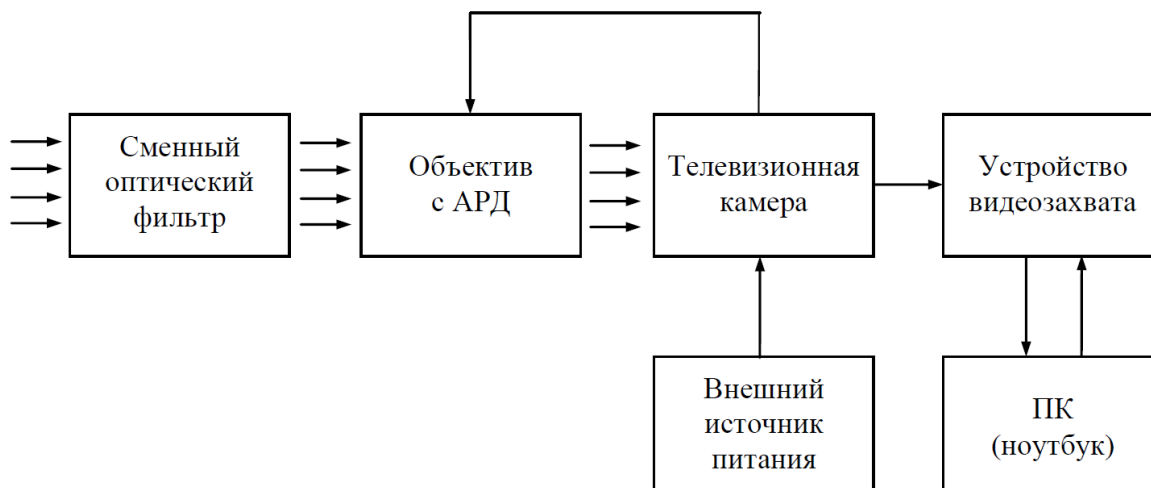 Сменный
оптический
фильтр
Объектив
с АРД
Телевизионная
камера
Устройство
видеозахвата
Внешний
источник
питания
ПК
(ноутбук)